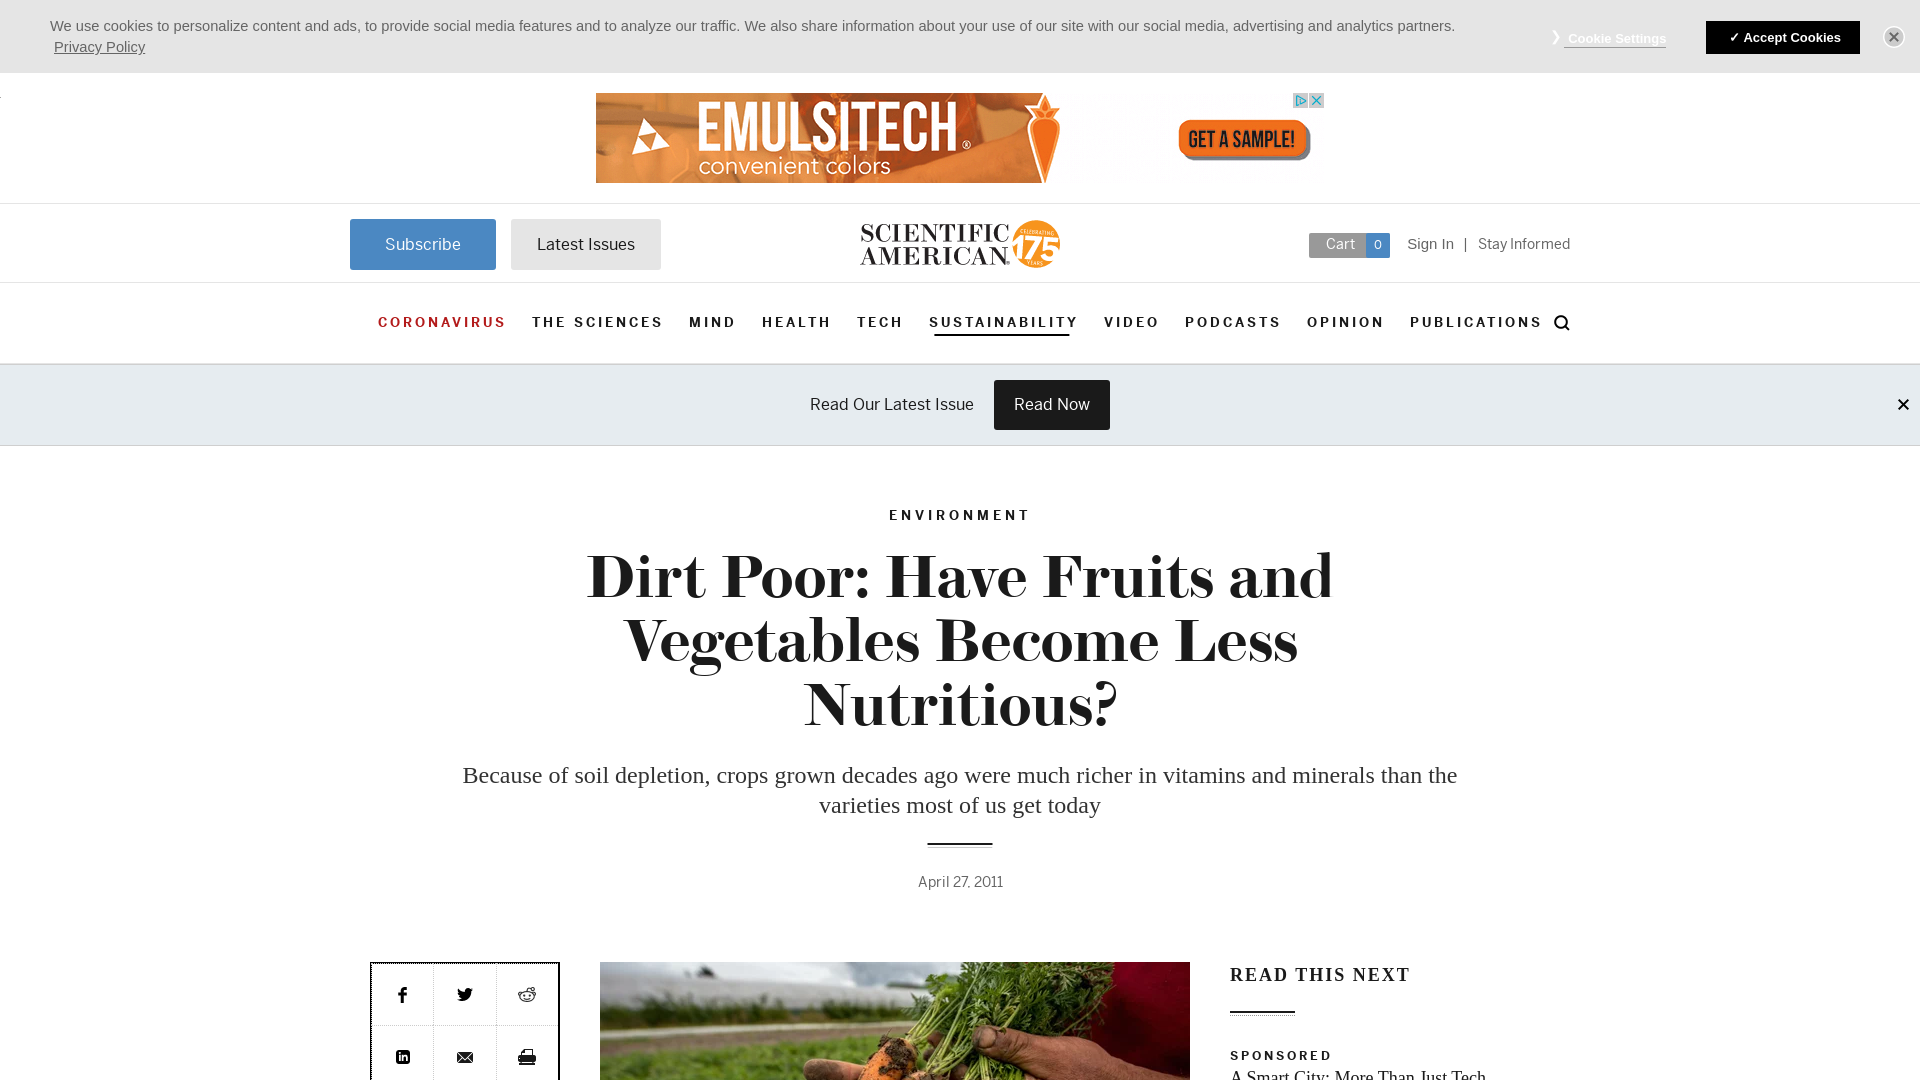 We use cookies to personalize content and ads, to provide social media features and to analyze our traffic. We also share information about your use of our site with our social media, advertising and analytics partners.
Privacy Policy
❯ Cookie Settings
✓ Accept Cookies
EMULSITECH®
convenient colors
GET A SAMPLE!
Subscribe
Latest Issues
SCIENTIFIC
AMERICAN®
CELEBRATING
175
YEARS
Cart 0
Sign In | Stay Informed
CORONAVIRUS THE SCIENCES MIND HEALTH TECH SUSTAINABILITY VIDEO PODCASTS OPINION PUBLICATIONS
Read Our Latest Issue
Read Now
ENVIRONMENT
Dirt Poor: Have Fruits and
Vegetables Become Less
Nutritious?
Because of soil depletion, crops grown decades ago were much richer in vitamins and minerals than the
varieties most of us get today
April 27, 2011
READ THIS NEXT
SPONSORED
A Smart City: More Than Just Tech